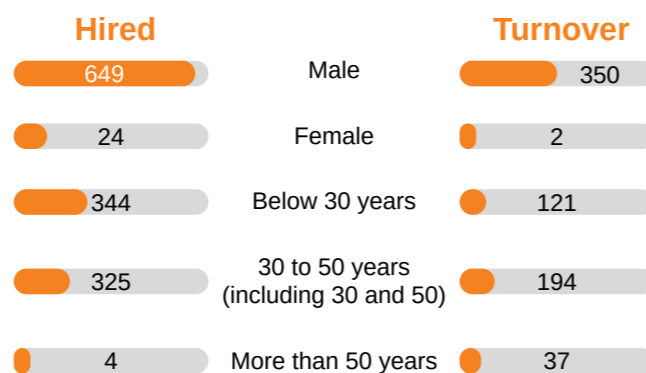 Hired Turnover
649 Male 350
24 Female 2
344 Below 30 years 121
30 to 50 years
325 (including 30 and 50) 194
4 More than 50 years 37